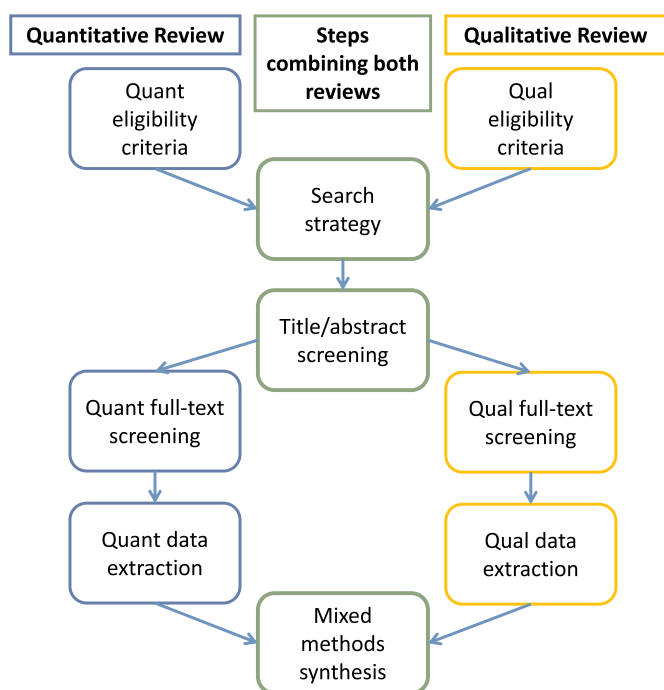 Quantitative Review
Steps
combining both
reviews
Qualitative Review
Quant
eligibility
criteria
Qual
eligibility
criteria
Search
strategy
Title/abstract
screening
Quant full-text
screening
Qual full-text
screening
Quant data
extraction
Qual data
extraction
Mixed
methods
synthesis